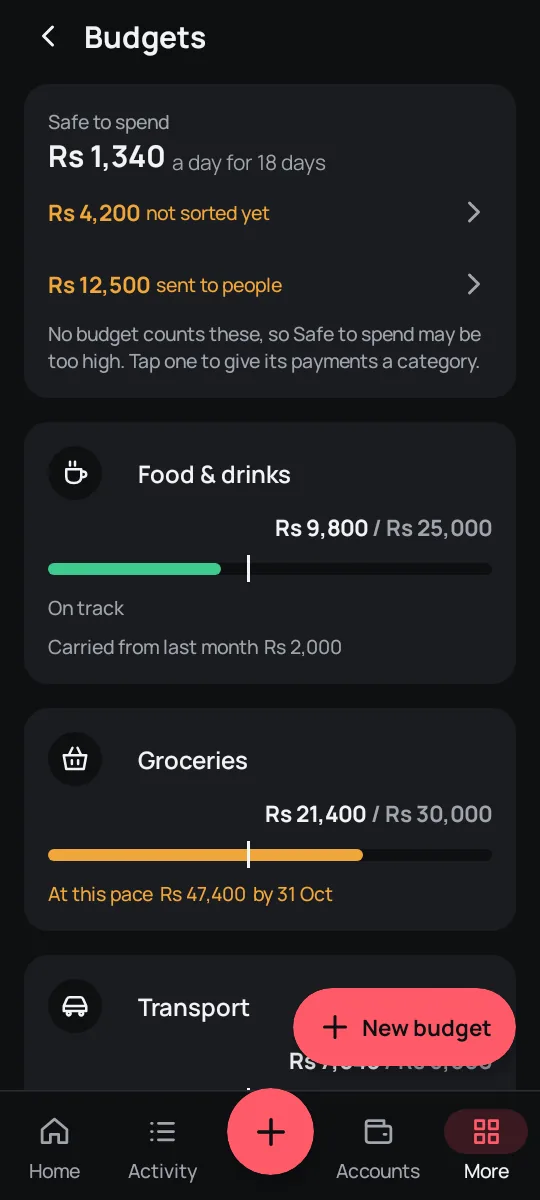 Budgets
Safe to spend
Rs 1,340 a day for 18 days
Rs 4,200 not sorted yet
Rs 12,500 sent to people
No budget counts these, so Safe to spend may be
too high. Tap one to give its payments a category.
Food & drinks
Rs 9,800 / Rs 25,000
On track
Carried from last month Rs 2,000
Groceries
Rs 21,400 / Rs 30,000
At this pace Rs 47,400 by 31 Oct
Transport
New budget
Home
Activity
Accounts
More